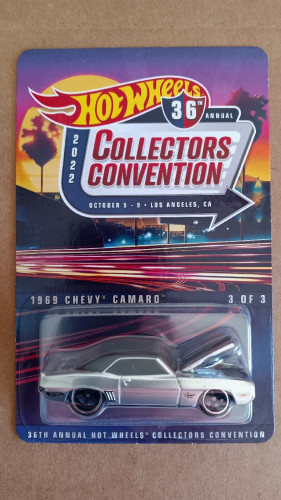 HOT WHEELS
36TH ANNUAL
2022
COLLECTORS
CONVENTION
OCTOBER 5 - 9 • LOS ANGELES, CA
1969 CHEVY® CAMARO™ 3 OF 3
36TH ANNUAL HOT WHEELS® COLLECTORS CONVENTION